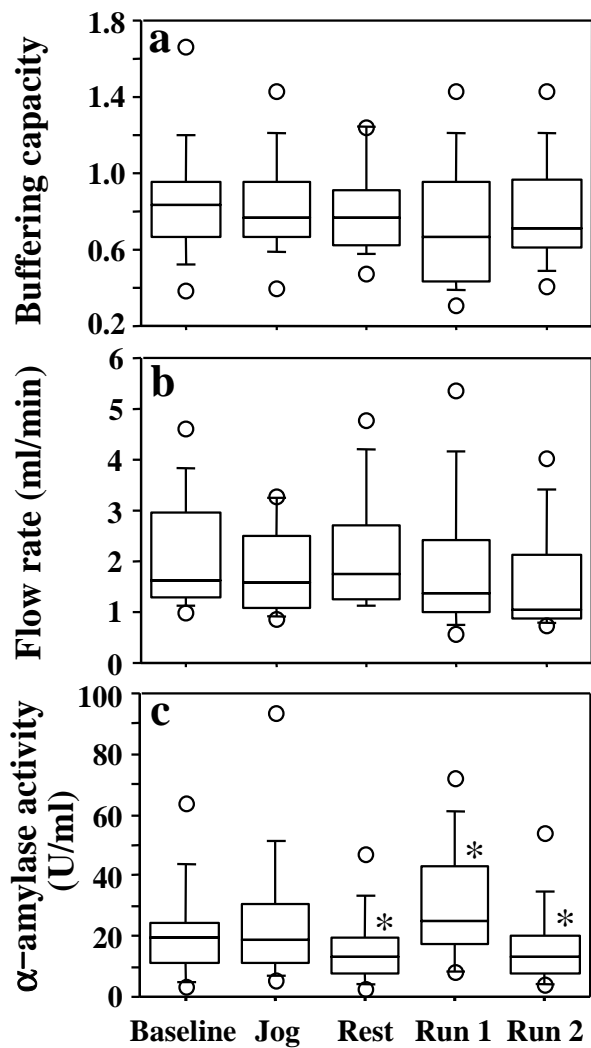 Buffering capacity
a
1.8
1.4
1.0
0.6
0.2
Flow rate (ml/min)
b
6
5
4
3
2
1
0
α−amylase activity
(U/ml)
c
100
80
60
40
20
0
*
*
*
Baseline Jog Rest Run 1 Run 2